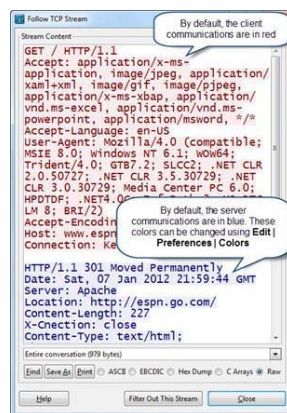 Follow TCP Stream
By default, the client
communications are in red
Stream Content
GET / HTTP/1.1
Accept: application/x-ms-
application, image/jpeg, application/
xaml+xml, image/gif, image/pjpeg,
application/x-ms-xbap, application/
vnd.ms-excel, application/vnd.ms-
powerpoint, application/msword, */*
Accept-Language: en-US
User-Agent: Mozilla/4.0 (compatible;
MSIE 8.0; Windows NT 6.1; WOW64;
Trident/4.0; GTB7.2; SLCC2; .NET CLR
2.0.50727; .NET CLR 3.5.30729; .NET
CLR 3.0.30729; Media Center PC 6.0;
HPDTDF; .NET4.0
LM 8; BRI/2)
Accept-Encodin
Host: www.espn
Connection: Ke
By default, the server
communications are in blue. These
colors can be changed using Edit |
Preferences | Colors
HTTP/1.1 301 Moved Permanently
Date: Sat, 07 Jan 2012 21:59:44 GMT
Server: Apache
Location: http://espn.go.com/
Content-Length: 227
X-Cnection: close
Content-Type: text/html;
Entire conversation (979 bytes)
Find Save As Print ASCII EBCDIC Hex Dump C Arrays Raw
Help Filter Out This Stream Close